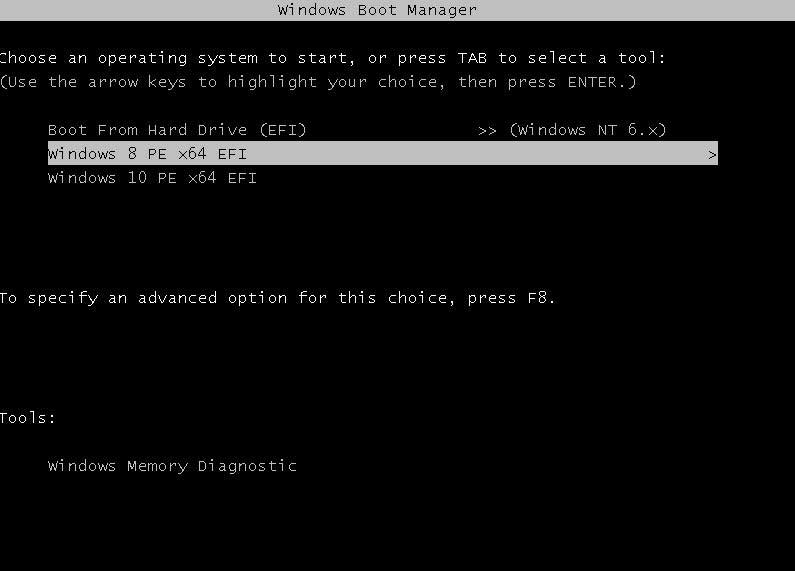 Windows Boot Manager
Choose an operating system to start, or press TAB to select a tool:
(Use the arrow keys to highlight your choice, then press ENTER.)
Boot From Hard Drive (EFI) >> (Windows NT 6.x)
Windows 8 PE x64 EFI >
Windows 10 PE x64 EFI
To specify an advanced option for this choice, press F8.
Tools:
Windows Memory Diagnostic